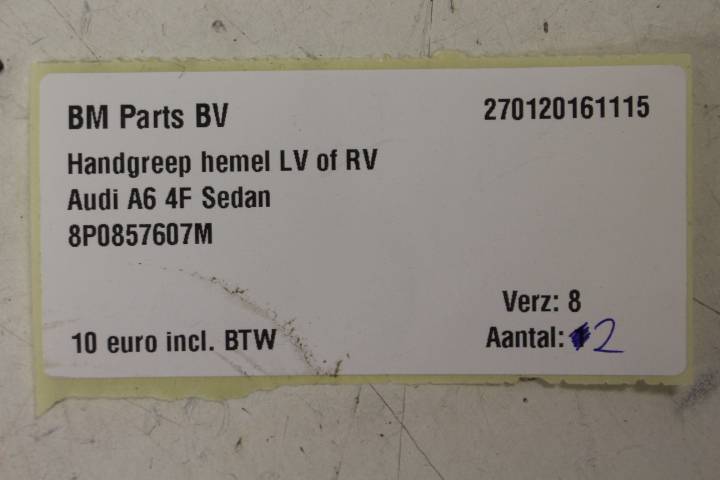 BM Parts BV 270120161115
Handgreep hemel LV of RV
Audi A6 4F Sedan
8P0857607M
Verz: 8
10 euro incl. BTW Aantal: 2